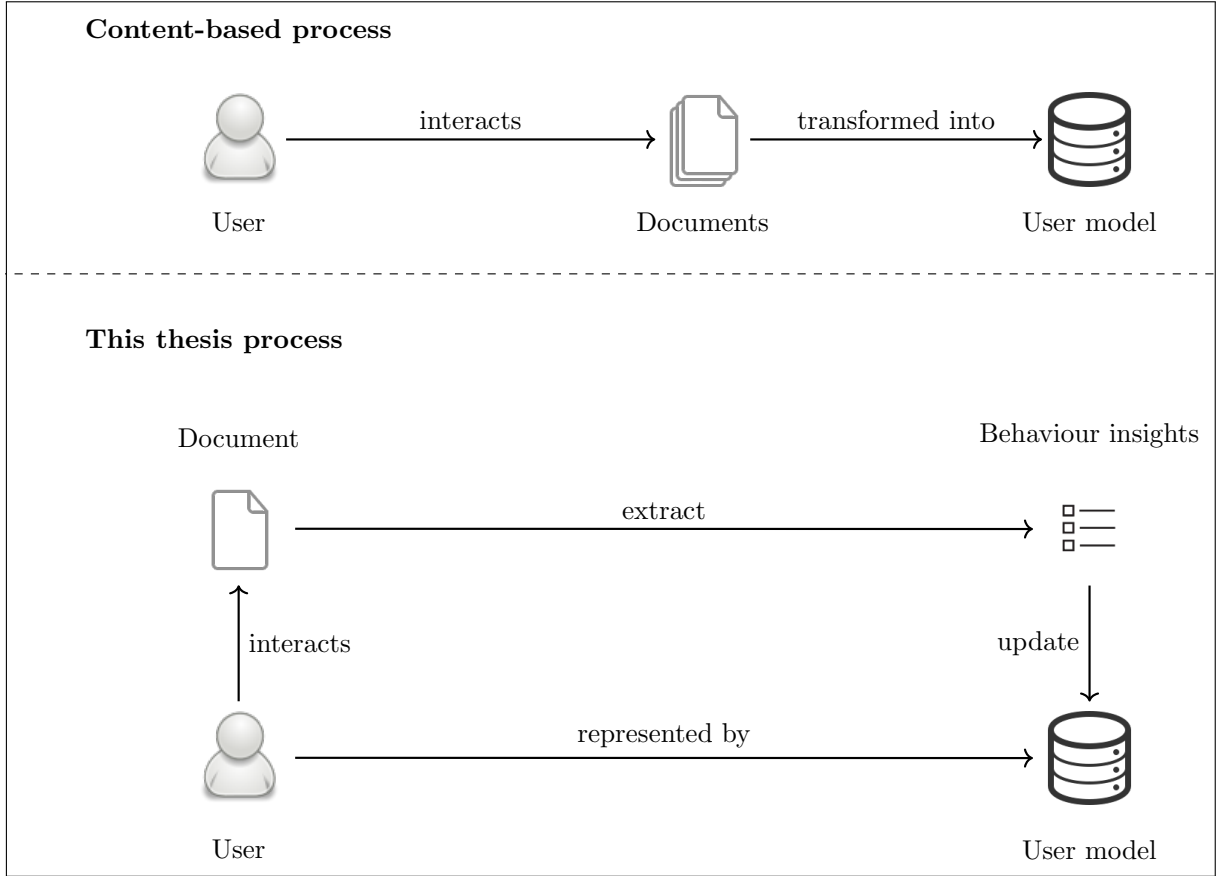 Content-based process
interacts
transformed into
User
Documents
User model
This thesis process
Document
Behaviour insights
extract
interacts
update
represented by
User
User model